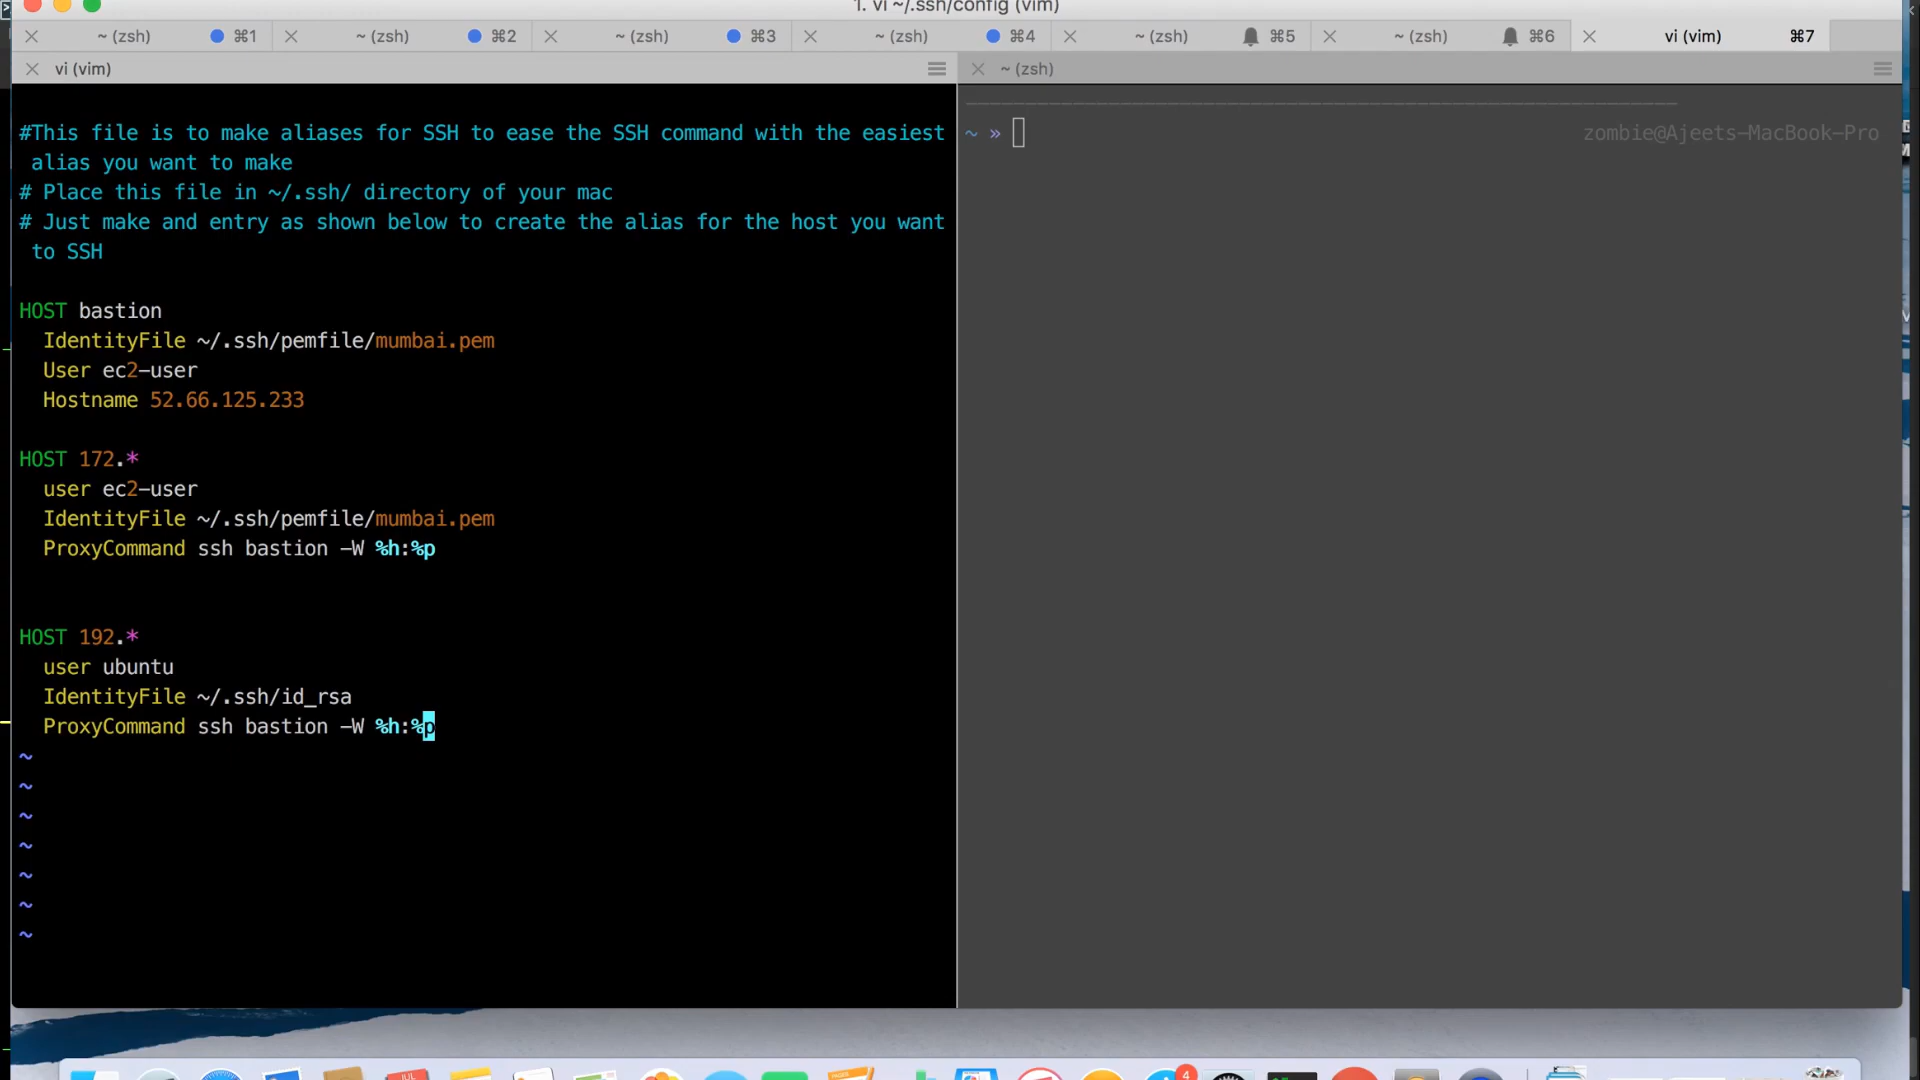 1. vi ~/.ssh/config (vim)
~ (zsh) ⌘1 ~ (zsh) ⌘2 ~ (zsh) ⌘3 ~ (zsh) ⌘4 ~ (zsh) ⌘5 ~ (zsh) ⌘6 vi (vim) ⌘7
vi (vim)
#This file is to make aliases for SSH to ease the SSH command with the easiest
alias you want to make
# Place this file in ~/.ssh/ directory of your mac
# Just make and entry as shown below to create the alias for the host you want
to SSH
HOST bastion
IdentityFile ~/.ssh/pemfile/mumbai.pem
User ec2-user
Hostname 52.66.125.233
HOST 172.*
user ec2-user
IdentityFile ~/.ssh/pemfile/mumbai.pem
ProxyCommand ssh bastion -W %h:%p
HOST 192.*
user ubuntu
IdentityFile ~/.ssh/id_rsa
ProxyCommand ssh bastion -W %h:%p
~
~
~
~
~
~
~
~ (zsh)
~ » zombie@Ajeets-MacBook-Pro
JUL
4